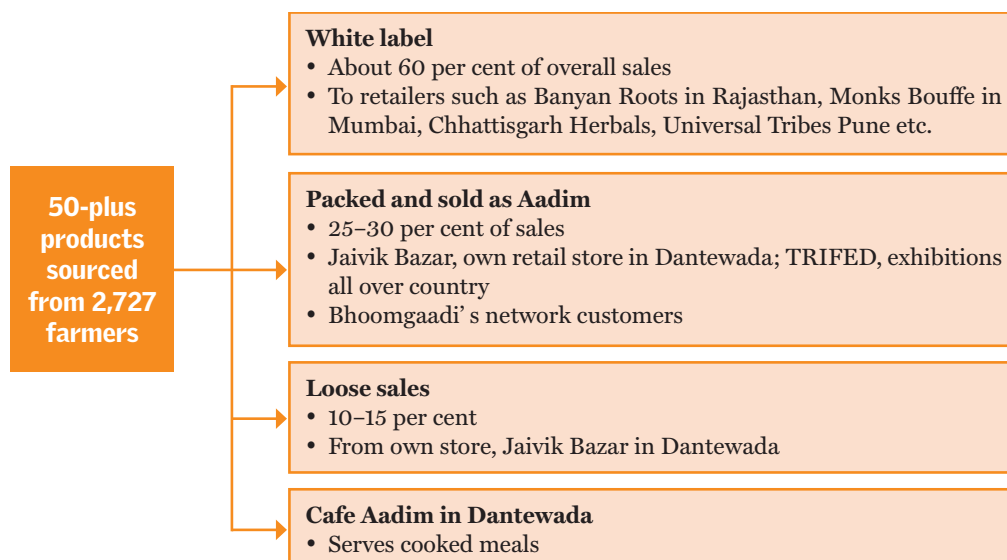 50-plus
products
sourced
from 2,727
farmers
White label
• About 60 per cent of overall sales
• To retailers such as Banyan Roots in Rajasthan, Monks Bouffe in
Mumbai, Chhattisgarh Herbals, Universal Tribes Pune etc.
Packed and sold as Aadim
• 25–30 per cent of sales
• Jaivik Bazar, own retail store in Dantewada; TRIFED, exhibitions
all over country
• Bhoomgaadi’ s network customers
Loose sales
• 10–15 per cent
• From own store, Jaivik Bazar in Dantewada
Cafe Aadim in Dantewada
• Serves cooked meals